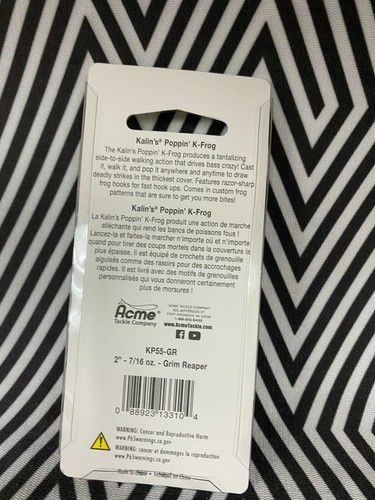 Kalin's® Poppin' K-Frog
The Kalin's Poppin' K-Frog produces a tantalizing
side-to-side walking action that drives bass crazy! Cast
it, walk it, and pop it anywhere and anytime to draw
deadly strikes in the thickest cover. Features razor-sharp
frog hooks for fast hook ups. Comes in custom frog
patterns that are sure to get you more bites!
Kalin's® Poppin' K-Frog
La Kalin's Poppin' K-Frog produit une action de marche
alléchante qui rend les bancs de poissons fous !
Lancez-la et faites-la marcher n'importe où et n'importe
quand pour tirer des coups mortels dans la couverture la
plus épaisse. Il est équipé de crochets de grenouille
aiguisés comme des rasoirs pour des accrochages
rapides. Il est livré avec des motifs de grenouilles
personnalisés qui vous donneront certainement
plus de morsures !
Acme®
Tackle Company
ACME TACKLE COMPANY
FORT ATKINSON, WI 53538
www.AcmeTackle.com
KP55-GR
2" - 7/16 oz. - Grim Reaper
0 88923 13310 4
WARNING: Cancer and Reproductive Harm
www.P65warnings.ca.gov
WARNING: cancer et dommages la reproduction
www.P65warnings.ca.gov
Made in China